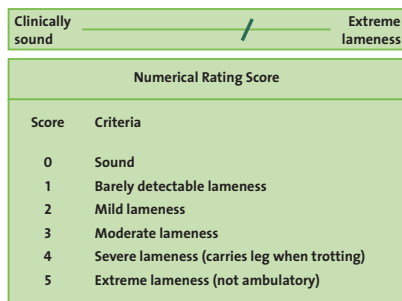 Clinically sound
Extreme lameness
Numerical Rating Score
Score Criteria
0 Sound
1 Barely detectable lameness
2 Mild lameness
3 Moderate lameness
4 Severe lameness (carries leg when trotting)
5 Extreme lameness (not ambulatory)